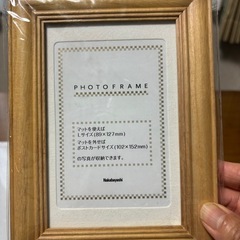 PHOTOFRAME
マットを使えば
Lサイズ(89×127mm)
マットを外せば
ポストカードサイズ(102×152mm)
の写真が収納できます。
Nakabayashi